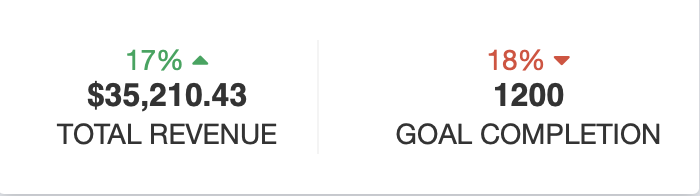 17%
$35,210.43
TOTAL REVENUE
18%
1200
GOAL COMPLETION